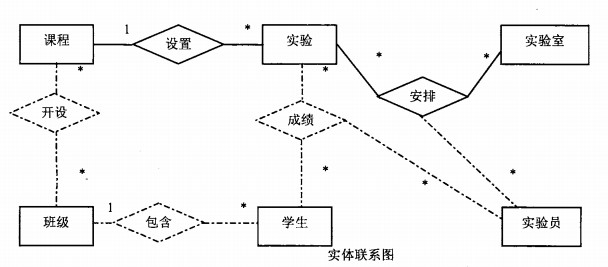 课程 1 设置 * 实验 实验室
* * * *
开设 成绩 安排
* * * *
班级 1 包含 * 学生 实验员
实体联系图